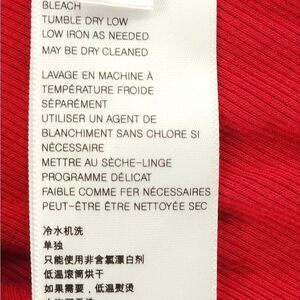 BLEACH
TUMBLE DRY LOW
LOW IRON AS NEEDED
MAY BE DRY CLEANED
LAVAGE EN MACHINE À
TEMPÉRATURE FROIDE
SÉPARÉMENT
UTILISER UN AGENT DE
BLANCHIMENT SANS CHLORE SI
NÉCESSAIRE
METTRE AU SÈCHE-LINGE
PROGRAMME DÉLICAT
FAIBLE COMME FER NÉCESSAIRES
PEUT-ÊTRE ÊTRE NETTOYÉE SEC
冷水机洗
单独
只能使用非含氯漂白剂
低温滚筒烘干
如果需要，低温熨烫